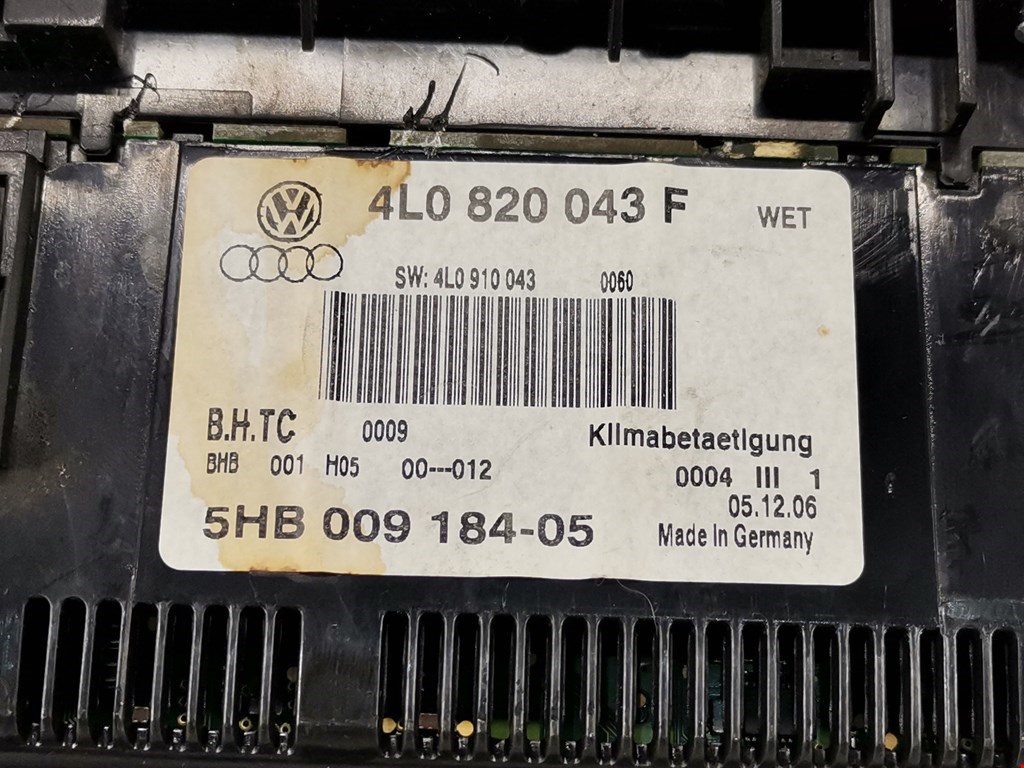 4L0 820 043 F WET
SW: 4L0 910 043 0060
B.H.TC 0009 Klimabetaetigung
BHB 001 H05 00---012 0004 III 1
05.12.06
5HB 009 184-05 Made In Germany